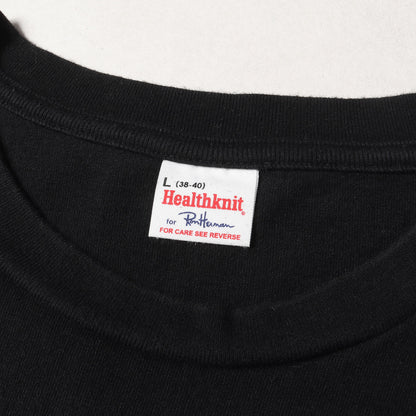 L (38-40)
Healthknit®
for Ron Herman
FOR CARE SEE REVERSE